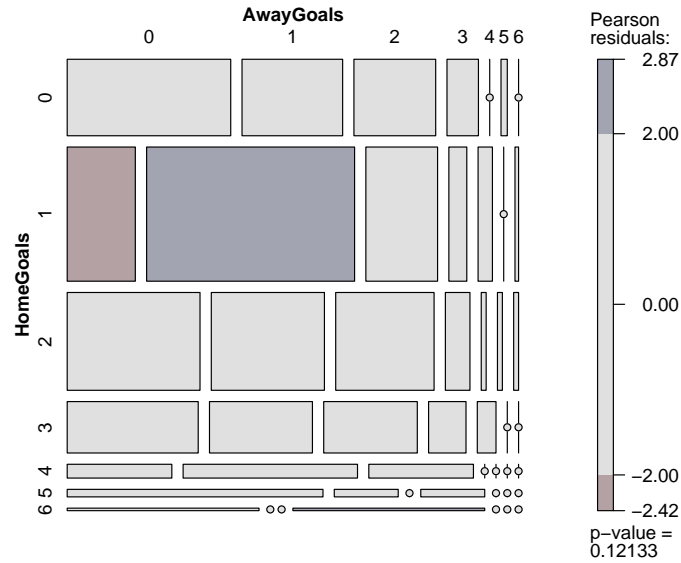 AwayGoals
0 1 2 3 4 5 6
HomeGoals
0
1
2
3
4
5
6
Pearson
residuals:
2.87
2.00
0.00
−2.00
−2.42
p−value =
0.12133